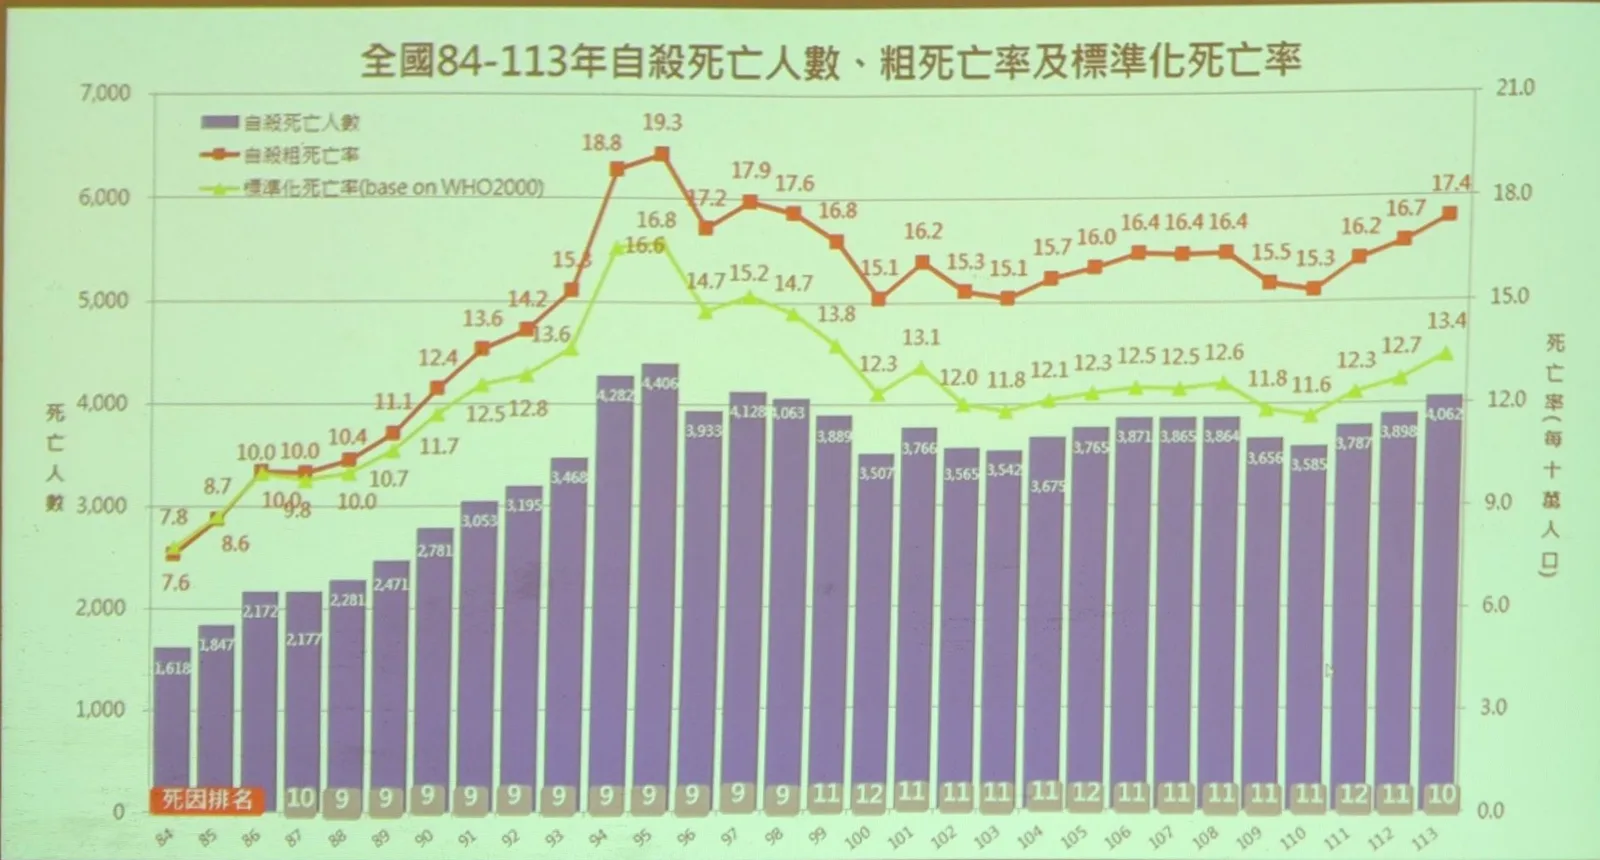 全國84-113年自殺死亡人數、粗死亡率及標準化死亡率
自殺死亡人數
自殺粗死亡率
標準化死亡率(base on WHO2000)
7,000
6,000
5,000
4,000
3,000
2,000
1,000
0
死亡人數
21.0
18.0
15.0
12.0
9.0
6.0
3.0
0.0
死亡率(每十萬人口)
7.6 8.7 10.0 10.0 10.4 11.1 12.4 13.6 14.2 15.3 18.8 19.3 17.2 17.9 17.6 16.8 15.1 16.2 15.3 15.1 15.7 16.0 16.4 16.4 16.4 15.5 15.3 16.2 16.7 17.4
7.8 8.6 10.0 9.8 10.0 10.7 11.7 12.5 12.8 13.6 16.6 16.8 14.7 15.2 14.7 13.8 12.3 13.1 12.0 11.8 12.1 12.3 12.5 12.5 12.6 11.8 11.6 12.3 12.7 13.4
1,618 1,847 2,172 2,177 2,281 2,471 2,781 3,053 3,195 3,468 4,282 4,406 3,933 4,128 4,063 3,889 3,507 3,766 3,565 3,542 3,675 3,765 3,871 3,865 3,864 3,656 3,585 3,787 3,898 4,062
死因排名 10 9 9 9 9 9 9 9 9 9 9 9 11 12 11 11 11 11 12 11 11 11 11 11 12 11 10
84 85 86 87 88 89 90 91 92 93 94 95 96 97 98 99 100 101 102 103 104 105 106 107 108 109 110 111 112 113